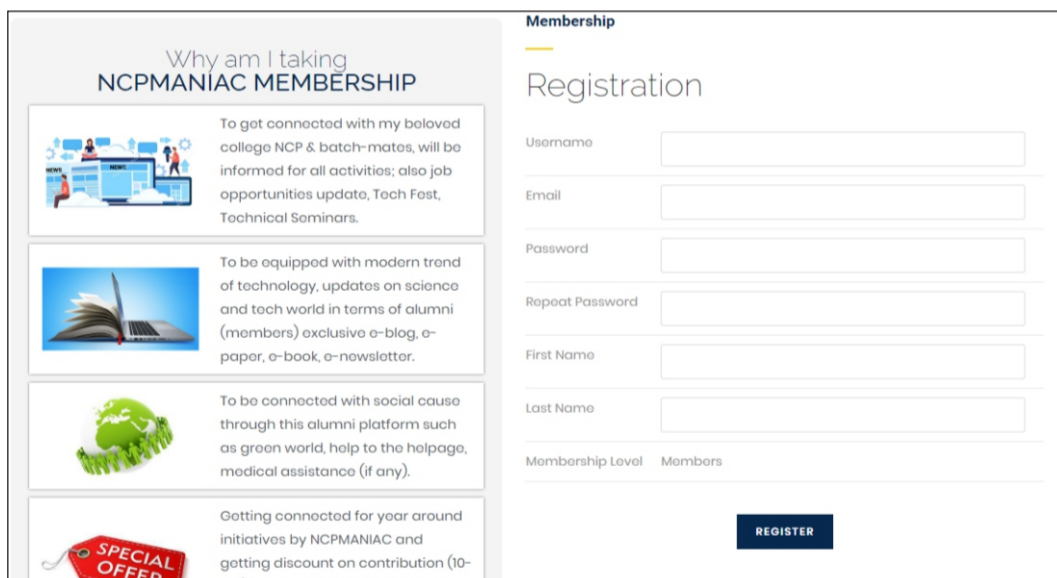 Why am I taking
NCPMANIAC MEMBERSHIP
NEWS
NEWS
To get connected with my beloved
college NCP & batch-mates, will be
informed for all activities; also job
opportunities update, Tech Fest,
Technical Seminars.
To be equipped with modern trend
of technology, updates on science
and tech world in terms of alumni
(members) exclusive e-blog, e-
paper, e-book, e-newsletter.
To be connected with social cause
through this alumni platform such
as green world, help to the helpage,
medical assistance (if any).
SPECIAL
OFFER
Getting connected for year around
initiatives by NCPMANIAC and
getting discount on contribution (10-
Membership
Registration
Username
Email
Password
Repeat Password
First Name
Last Name
Membership Level Members
REGISTER